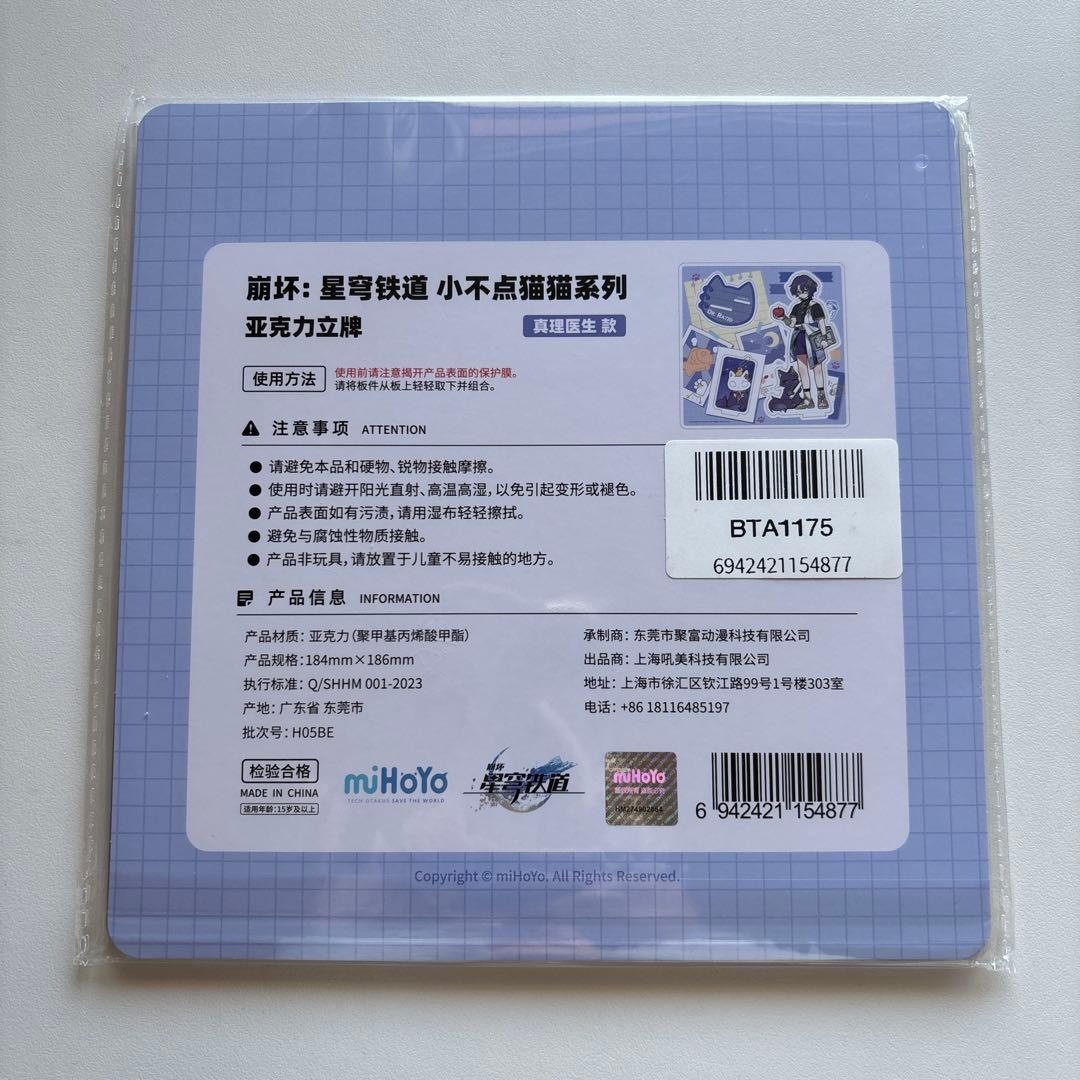 崩坏：星穹铁道 小不点猫猫系列
亚克力立牌
真理医生 款
DR. RATIO
使用方法
使用前请注意揭开产品表面的保护膜。
请将板件从板上轻轻取下并组合。
注意事项 ATTENTION
● 请避免本品和硬物、锐物接触摩擦。
● 使用时请避开阳光直射、高温高湿，以免引起变形或褪色。
● 产品表面如有污渍，请用湿布轻轻擦拭。
● 避免与腐蚀性物质接触。
● 产品非玩具，请放置于儿童不易接触的地方。
BTA1175
6942421154877
产品信息 INFORMATION
产品材质：亚克力（聚甲基丙烯酸甲酯）
产品规格：184mm×186mm
执行标准：Q/SHHM 001-2023
产地：广东省 东莞市
批次号：H05BE
承制商：东莞市聚富动漫科技有限公司
出品商：上海吼美科技有限公司
地址：上海市徐汇区钦江路99号1号楼303室
电话：+86 18116485197
检验合格
MADE IN CHINA
适用年龄：15岁及以上
miHoYo
TECH OTAKUS SAVE THE WORLD
崩坏
星穹铁道
miHoYo
6 942421 154877
Copyright © miHoYo. All Rights Reserved.